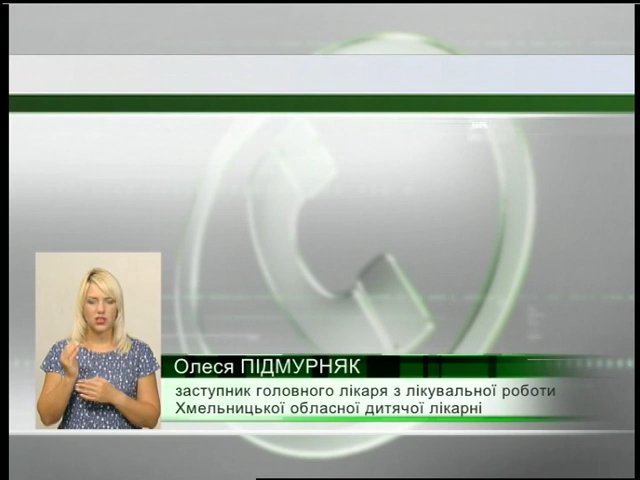 Олеся ПІДМУРНЯК
заступник головного лікаря з лікувальної роботи
Хмельницької обласної дитячої лікарні